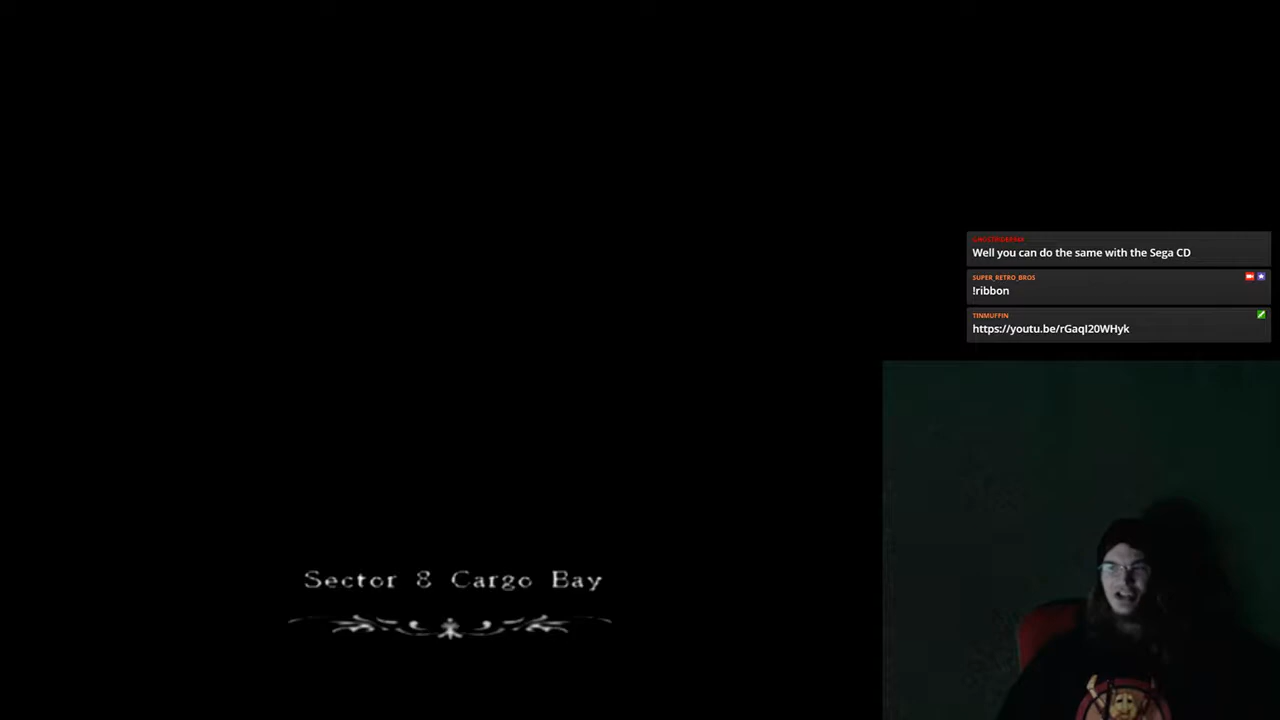 Well you can do the same with the Sega CD
SUPER_RETRO_BROS
!ribbon
TINMUFFIN
https://youtu.be/rGaqI20WHyk
Sector 8 Cargo Bay